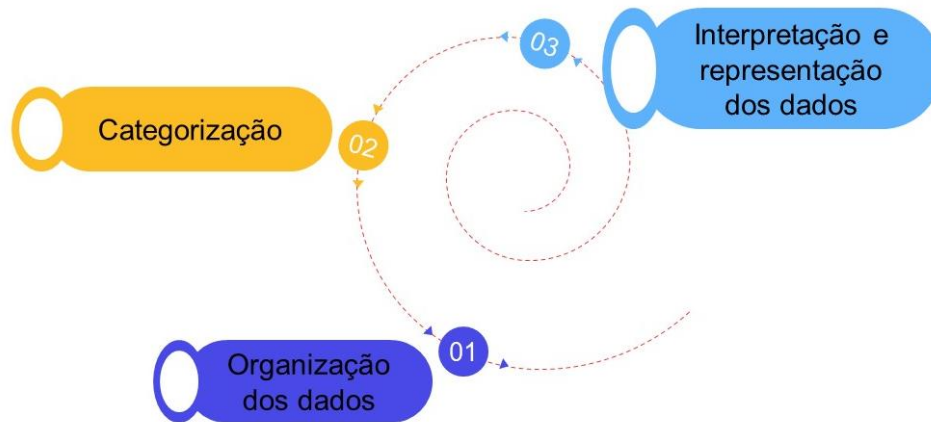 03
Interpretação e
representação
dos dados
Categorização
02
01
Organização
dos dados